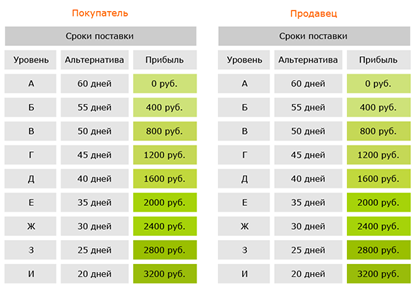 Покупатель
Сроки поставки
Уровень Альтернатива Прибыль
А 60 дней 0 руб.
Б 55 дней 400 руб.
В 50 дней 800 руб.
Г 45 дней 1200 руб.
Д 40 дней 1600 руб.
Е 35 дней 2000 руб.
Ж 30 дней 2400 руб.
З 25 дней 2800 руб.
И 20 дней 3200 руб.
Продавец
Сроки поставки
Уровень Альтернатива Прибыль
А 60 дней 0 руб.
Б 55 дней 400 руб.
В 50 дней 800 руб.
Г 45 дней 1200 руб.
Д 40 дней 1600 руб.
Е 35 дней 2000 руб.
Ж 30 дней 2400 руб.
З 25 дней 2800 руб.
И 20 дней 3200 руб.